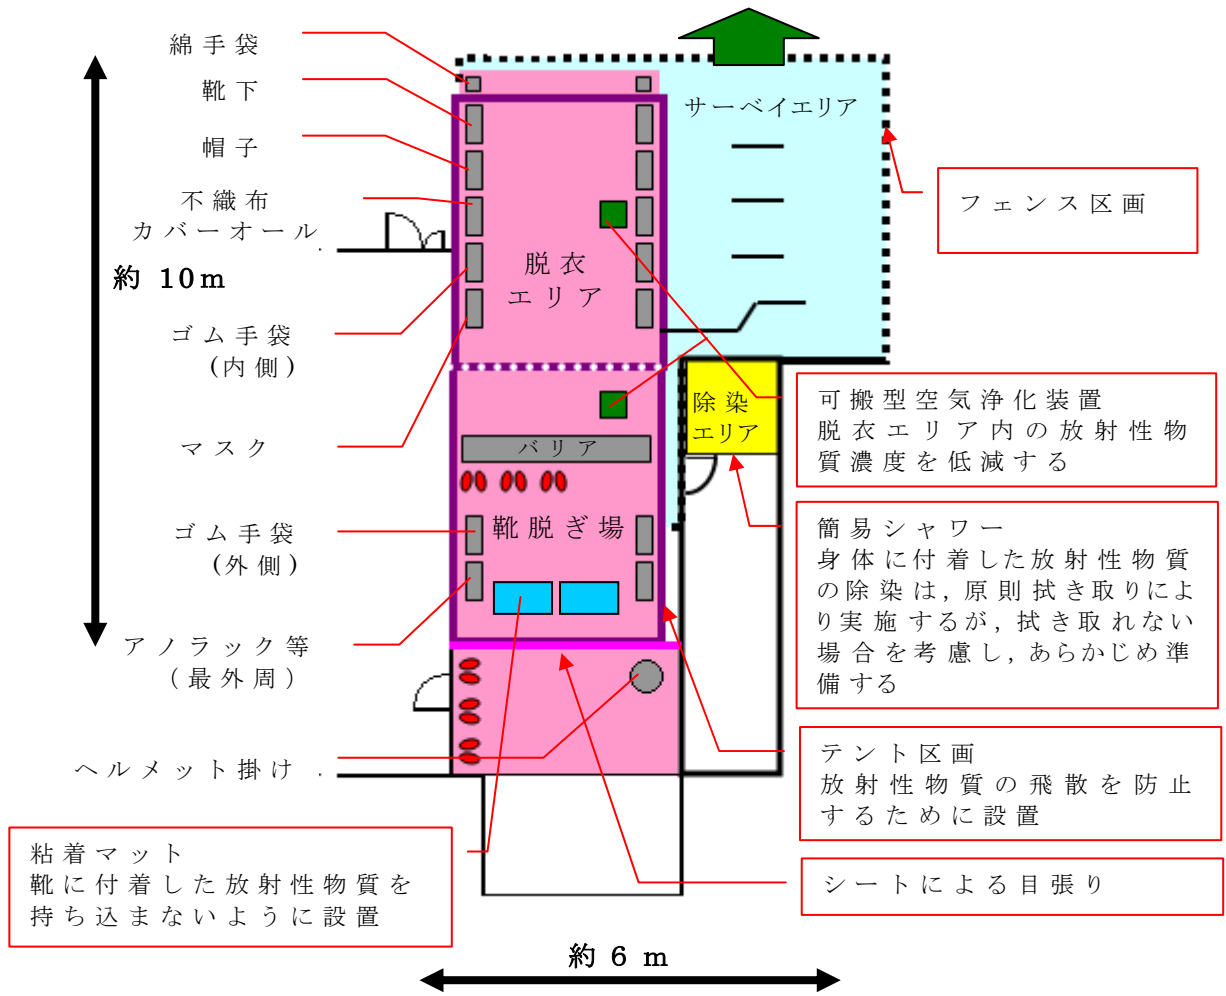 綿手袋
靴下
帽子
不織布
カバーオール
約 10m
ゴム手袋
(内側)
マスク
ゴム手袋
(外側)
アノラック等
(最外周)
ヘルメット掛け
粘着マット
靴に付着した放射性物質を
持ち込まないように設置
サーベイエリア
脱衣
エリア
除染
エリア
バリア
靴脱ぎ場
フェンス区画
可搬型空気浄化装置
脱衣エリア内の放射性物
質濃度を低減する
簡易シャワー
身体に付着した放射性物質
の除染は,原則拭き取りによ
り実施するが,拭き取れない
場合を考慮し,あらかじめ準
備する
テント区画
放射性物質の飛散を防止
するために設置
シートによる目張り
約 6 m